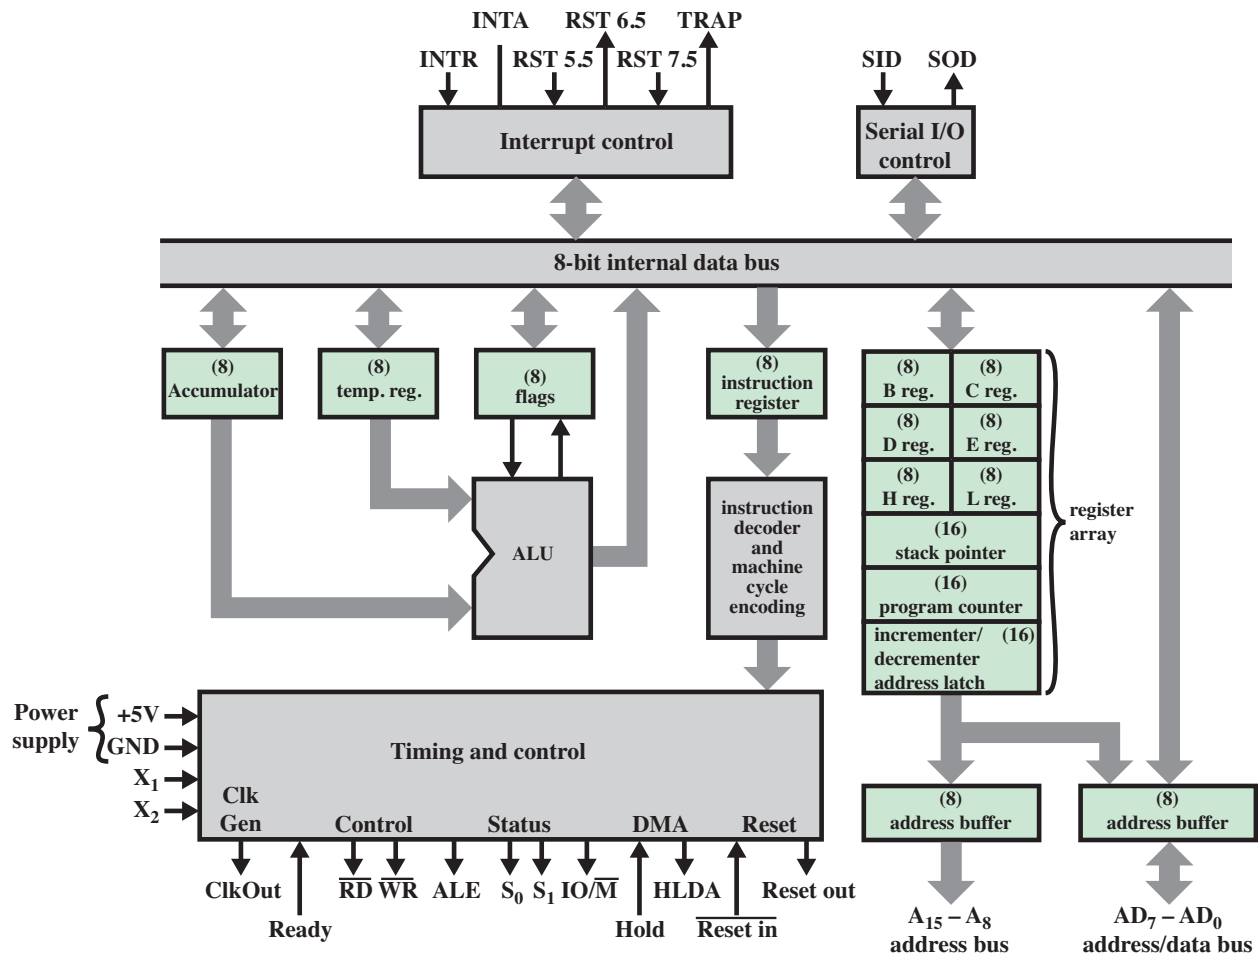 INTA RST 6.5 TRAP
INTR RST 5.5 RST 7.5 SID SOD
Interrupt control
Serial I/O
control
8-bit internal data bus
(8)
Accumulator
(8)
temp. reg.
(8)
flags
(8)
instruction
register
(8)
B reg.
(8)
C reg.
(8)
D reg.
(8)
E reg.
(8)
H reg.
(8)
L reg.
(16)
stack pointer
(16)
program counter
incrementer/ (16)
decrementer
address latch
register
array
ALU
instruction
decoder
and
machine
cycle
encoding
Power
supply
+5V
GND
X₁
X₂
Timing and control
Clk
Gen
Control Status DMA Reset
ClkOut R̅D̅ W̅R̅ ALE S₀ S₁ IO/M̅ HLDA Reset out
Ready Hold R̅e̅s̅e̅t̅ ̅i̅n̅
(8)
address buffer
(8)
address buffer
A₁₅ – A₈
address bus
AD₇ – AD₀
address/data bus